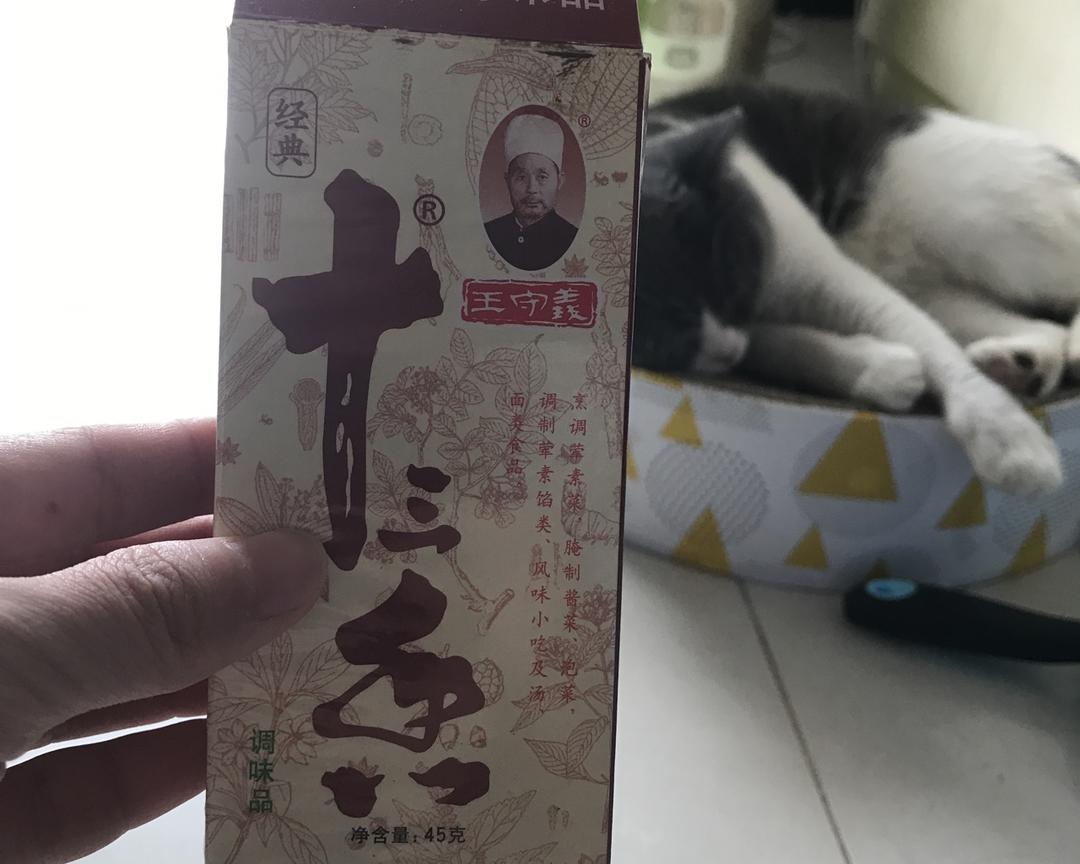 经典
十三香
®
®
王守義
烹调荤素菜,腌制酱菜、泡菜,
调制荤素馅类、风味小吃及汤、
面类食品
调味品
净含量:45克